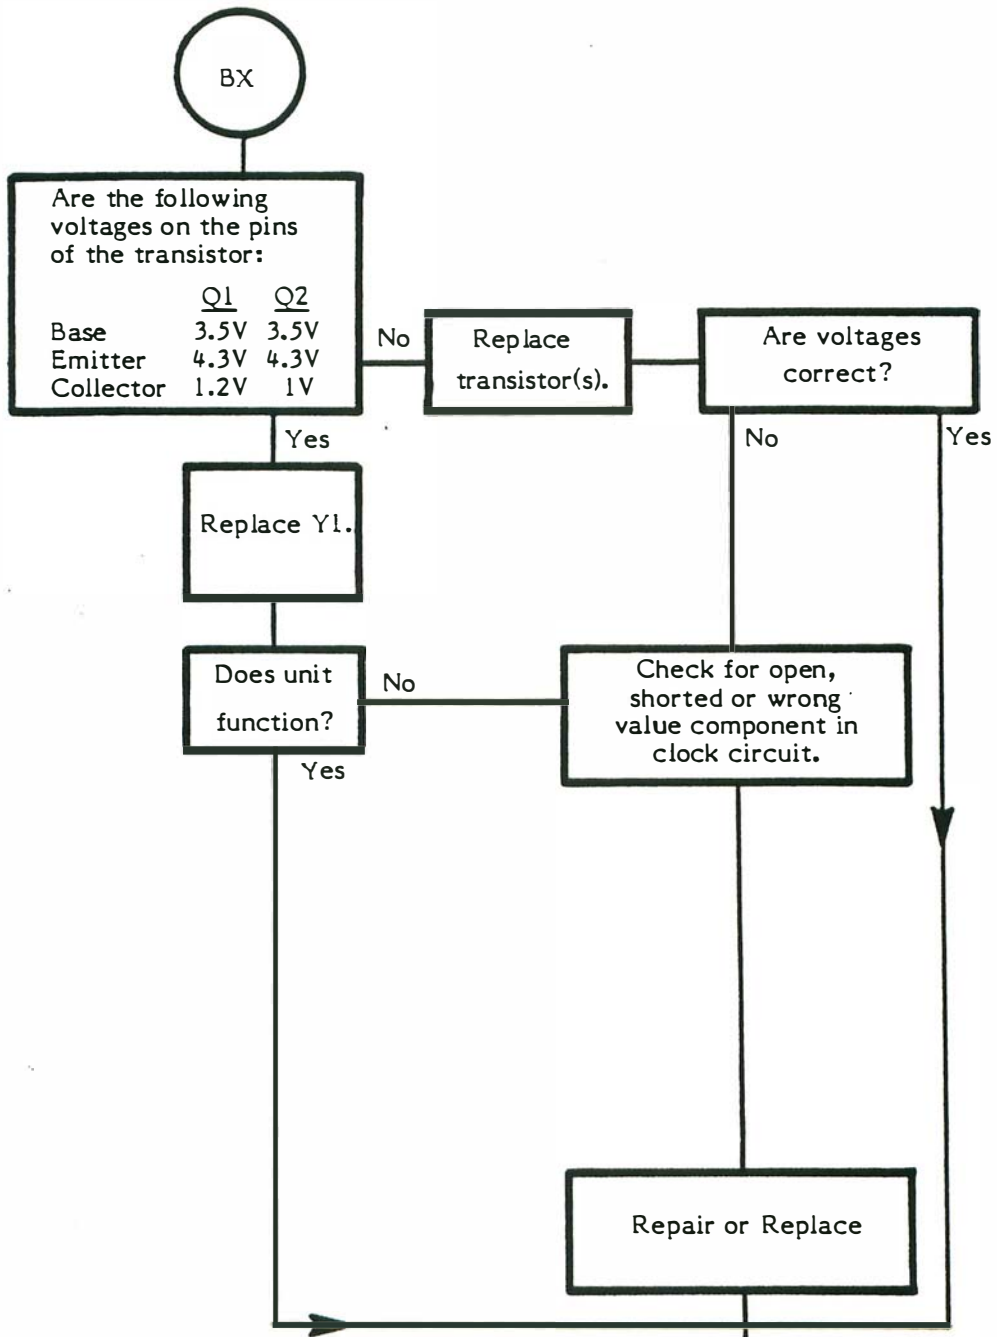 BX
Are the following
voltages on the pins
of the transistor:
Q1 Q2
Base 3.5V 3.5V
Emitter 4.3V 4.3V
Collector 1.2V 1V
No
Replace
transistor(s).
Are voltages
correct?
Yes
No
Yes
Replace Y1.
Does unit
function?
No
Yes
Check for open,
shorted or wrong
value component in
clock circuit.
Repair or Replace